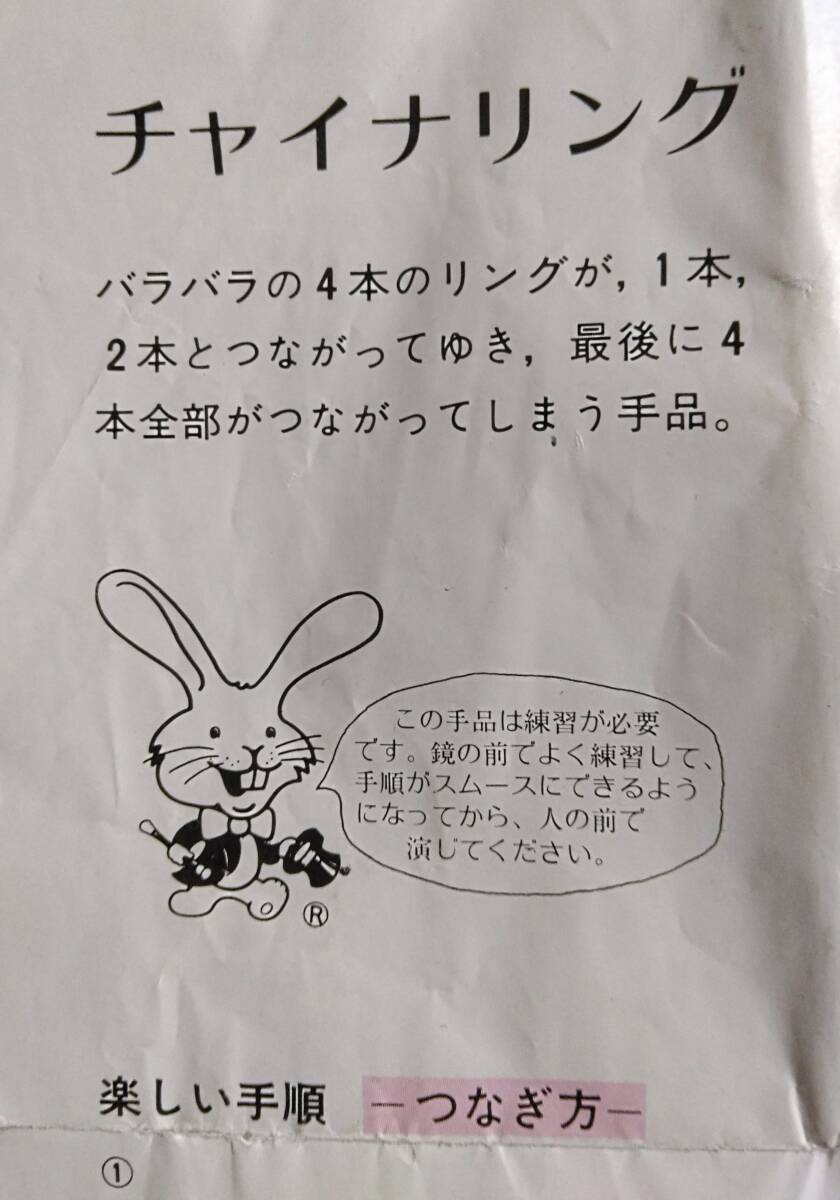 チャイナリング
バラバラの4本のリングが，1本，
2本とつながってゆき，最後に4
本全部がつながってしまう手品。
この手品は練習が必要
です。鏡の前でよく練習して、
手順がスムースにできるよう
になってから、人の前で
演じてください。
®
楽しい手順 ―つなぎ方―
①